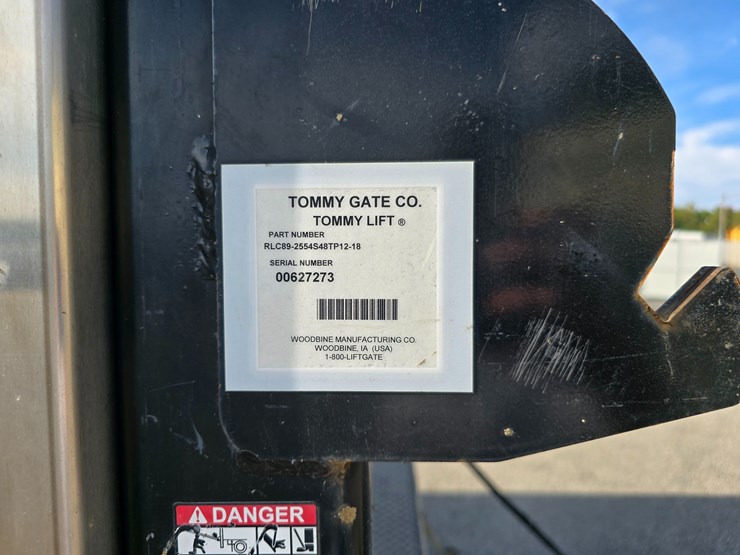 TOMMY GATE CO.
TOMMY LIFT ®
PART NUMBER
RLC89-2554S48TP12-18
SERIAL NUMBER
00627273
WOODBINE MANUFACTURING CO.
WOODBINE, IA (USA)
1-800-LIFTGATE
DANGER